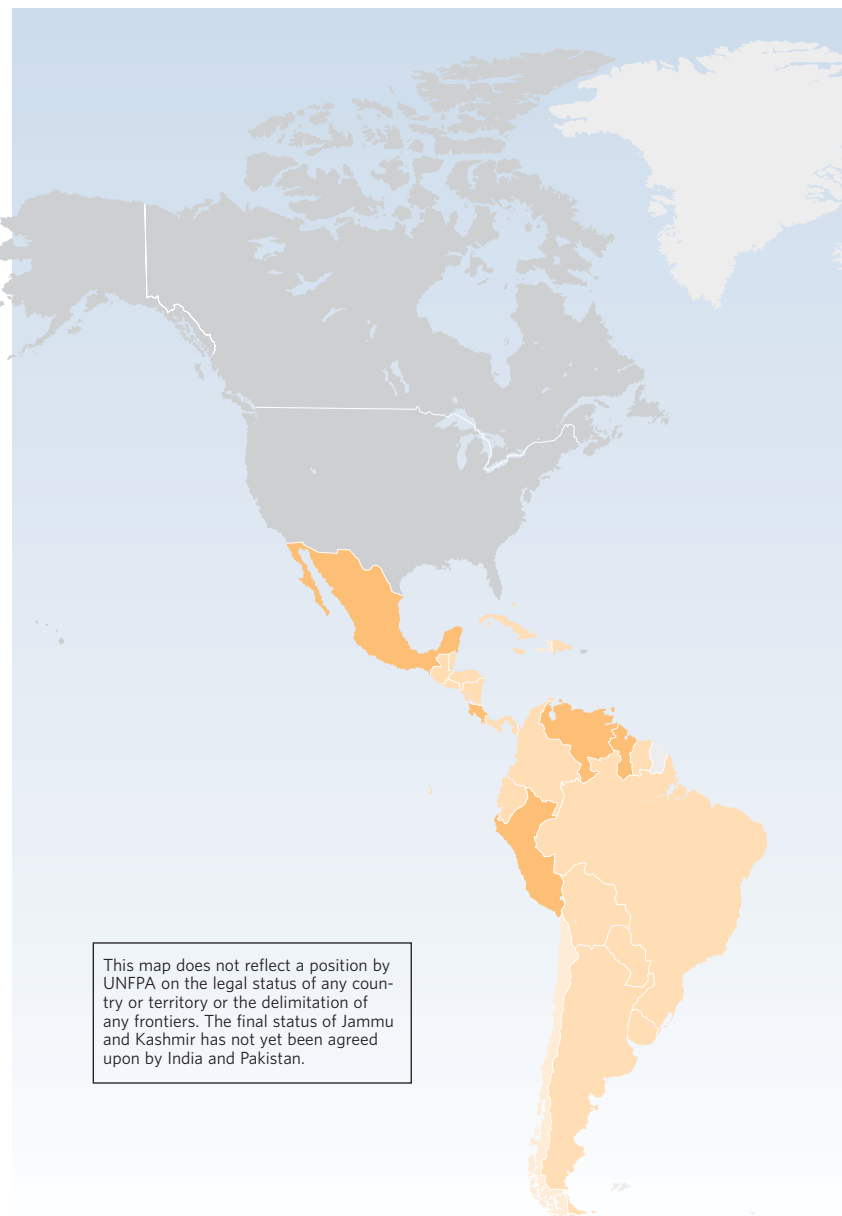 This map does not reflect a position by
UNFPA on the legal status of any coun-
try or territory or the delimitation of
any frontiers. The final status of Jammu
and Kashmir has not yet been agreed
upon by India and Pakistan.